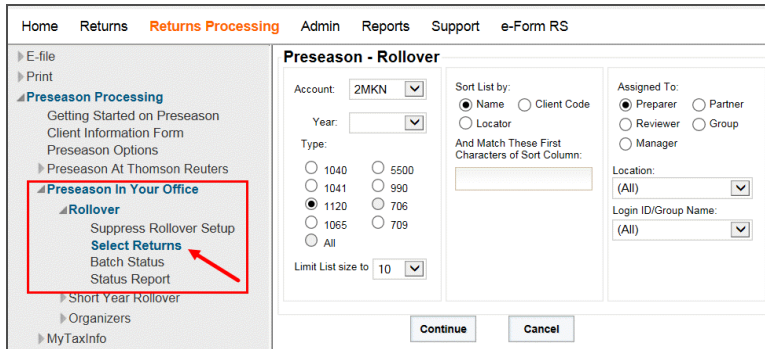 Home Returns Returns Processing Admin Reports Support e-Form RS
E-file
Print
Preseason Processing
Getting Started on Preseason
Client Information Form
Preseason Options
Preseason At Thomson Reuters
Preseason In Your Office
Rollover
Suppress Rollover Setup
Select Returns
Batch Status
Status Report
Short Year Rollover
Organizers
MyTaxInfo
Preseason - Rollover
Account: 2MKN
Year:
Type:
1040 5500
1041 990
1120 706
1065 709
All
Limit List size to 10
Sort List by:
Name Client Code
Locator
And Match These First
Characters of Sort Column:
Assigned To:
Preparer Partner
Reviewer Group
Manager
Location:
(All)
Login ID/Group Name:
(All)
Continue Cancel